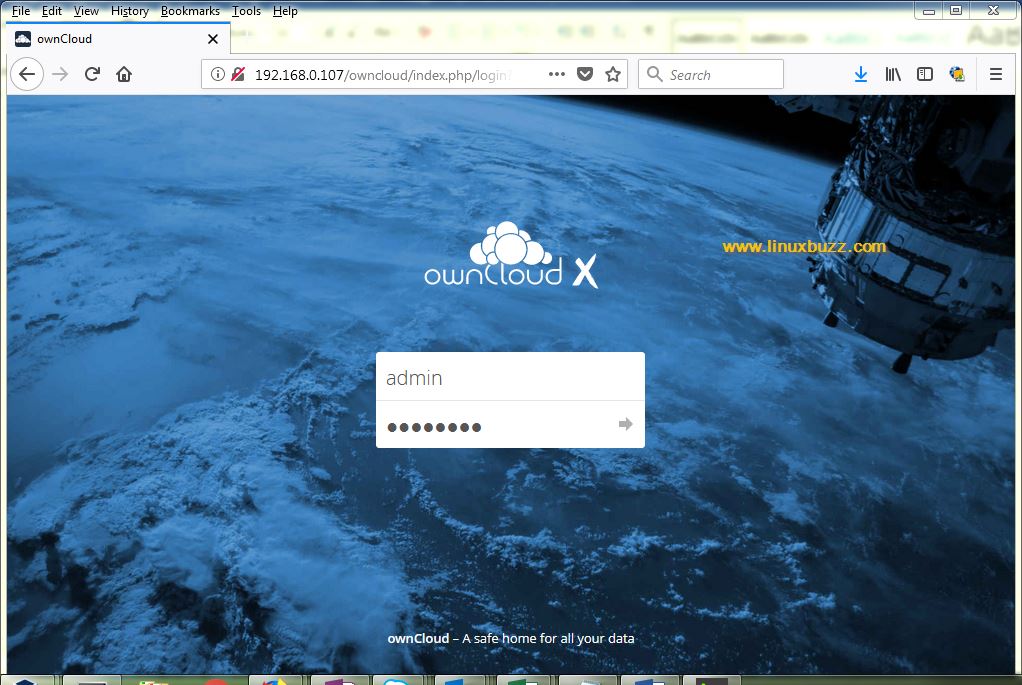 File Edit View History Bookmarks Tools Help
ownCloud
192.168.0.107/owncloud/index.php/login
Search
www.linuxbuzz.com
ownCloud X
admin
ownCloud – A safe home for all your data